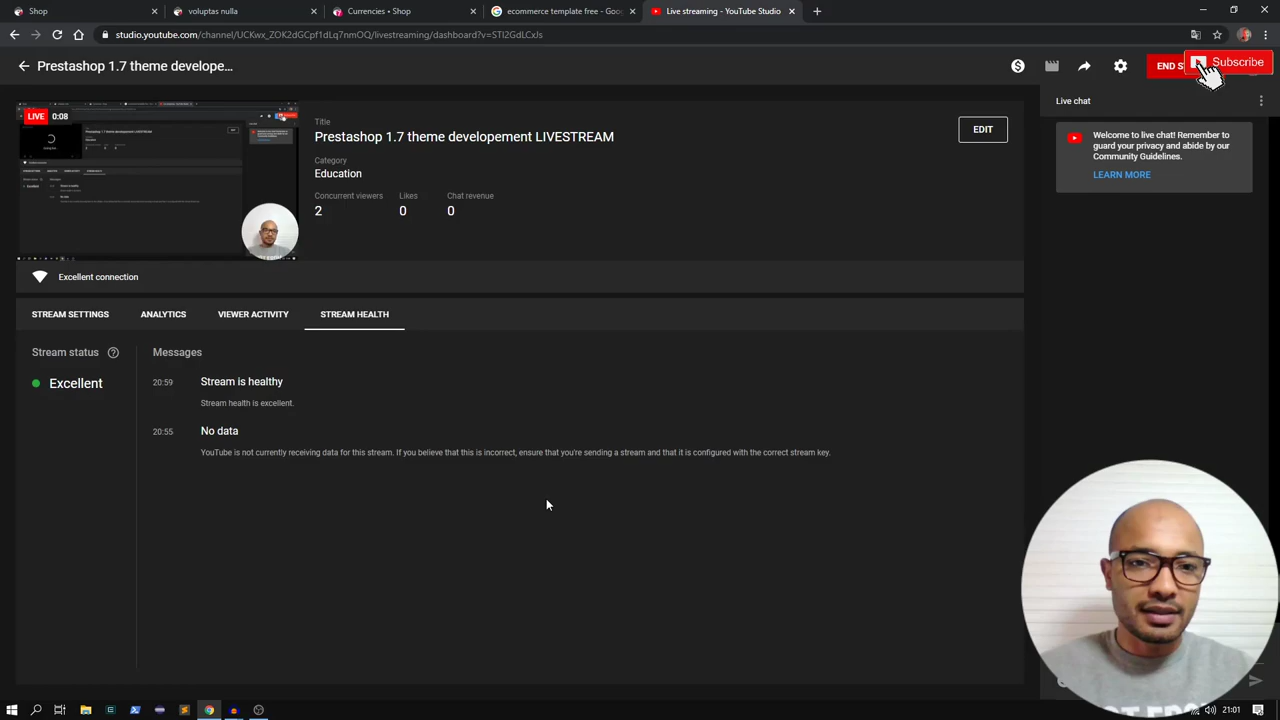 Shop
voluptas nulla
Currencies • Shop
ecommerce template free - Goo
Live streaming - YouTube Studio
studio.youtube.com/channel/UCKwx_ZOK2dGCpf1dLq7nmOQ/livestreaming/dashboard?v=STl2GdLCxJs
Prestashop 1.7 theme develope…
END S
Subscribe
LIVE 0:08
Title
Prestashop 1.7 theme developement LIVESTREAM
EDIT
Category
Education
Concurrent viewers
2
Likes
0
Chat revenue
0
Excellent connection
STREAM SETTINGS
ANALYTICS
VIEWER ACTIVITY
STREAM HEALTH
Stream status
Excellent
Messages
20:59
Stream is healthy
Stream health is excellent.
20:55
No data
YouTube is not currently receiving data for this stream. If you believe that this is incorrect, ensure that you're sending a stream and that it is configured with the correct stream key.
Live chat
Welcome to live chat! Remember to
guard your privacy and abide by our
Community Guidelines.
LEARN MORE
21:01